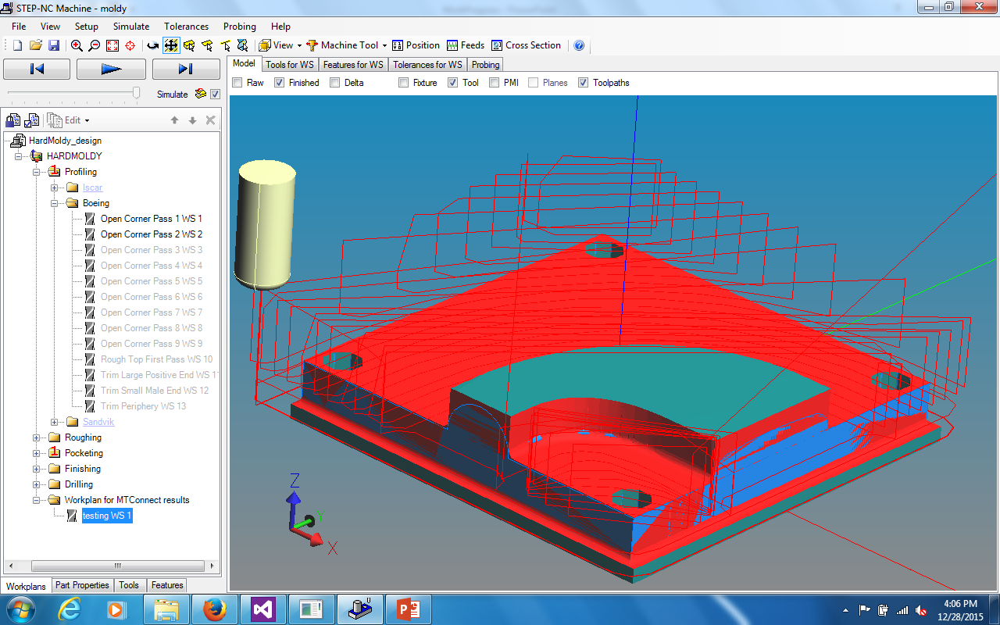 STEP-NC Machine - moldy
File View Setup Simulate Tolerances Probing Help
View Machine Tool Position Feeds Cross Section
Model Tools for WS Features for WS Tolerances for WS Probing
Raw Finished Delta Fixture Tool PMI Planes Toolpaths
Simulate
Edit
HardMoldy_design
HARDMOLDY
Profiling
Iscar
Boeing
Open Corner Pass 1 WS 1
Open Corner Pass 2 WS 2
Open Corner Pass 3 WS 3
Open Corner Pass 4 WS 4
Open Corner Pass 5 WS 5
Open Corner Pass 6 WS 6
Open Corner Pass 7 WS 7
Open Corner Pass 8 WS 8
Open Corner Pass 9 WS 9
Rough Top First Pass WS 10
Trim Large Positive End WS 1
Trim Small Male End WS 12
Trim Periphery WS 13
Sandvik
Roughing
Pocketing
Finishing
Drilling
Workplan for MTConnect results
testing WS 1
Z
Y
X
Workplans Part Properties Tools Features
4:06 PM
12/28/2015